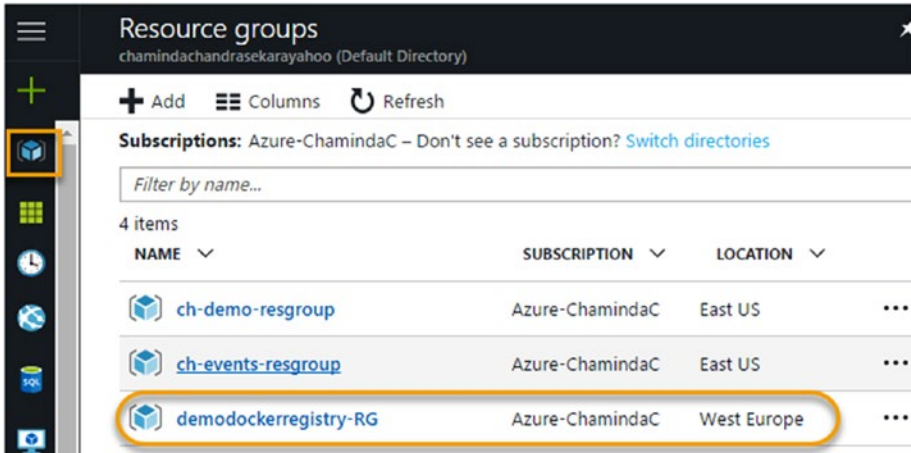 Resource groups
chamindachandrasekarayahoo (Default Directory)
Add Columns Refresh
Subscriptions: Azure-ChamindaC – Don't see a subscription? Switch directories
Filter by name...
4 items
NAME SUBSCRIPTION LOCATION
ch-demo-resgroup Azure-ChamindaC East US
ch-events-resgroup Azure-ChamindaC East US
SQL
demodockerregistry-RG Azure-ChamindaC West Europe